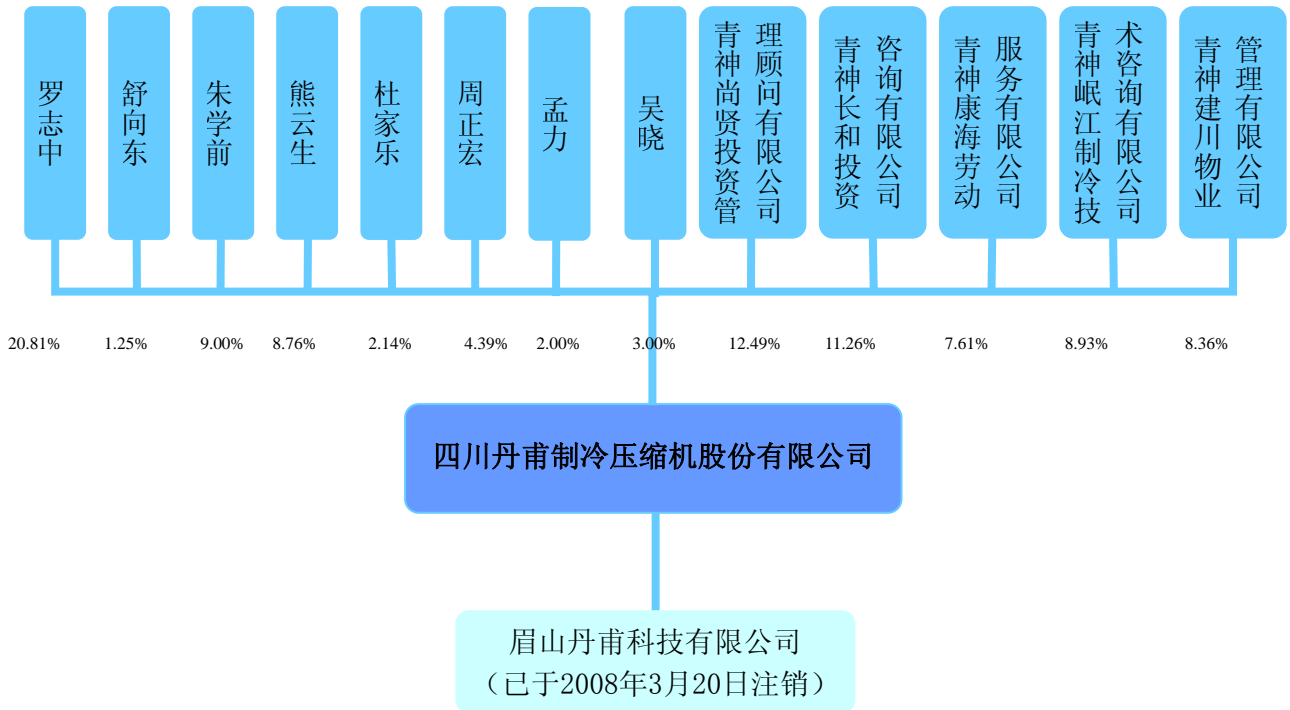 罗志中
舒向东
朱学前
熊云生
杜家乐
周正宏
孟力
吴晓
青神尚贤投资管
理顾问有限公司
青神长和投资
咨询有限公司
青神康海劳动
服务有限公司
青神岷江制冷技
术咨询有限公司
青神建川物业
管理有限公司
20.81%
1.25%
9.00%
8.76%
2.14%
4.39%
2.00%
3.00%
12.49%
11.26%
7.61%
8.93%
8.36%
四川丹甫制冷压缩机股份有限公司
眉山丹甫科技有限公司
（已于2008年3月20日注销）